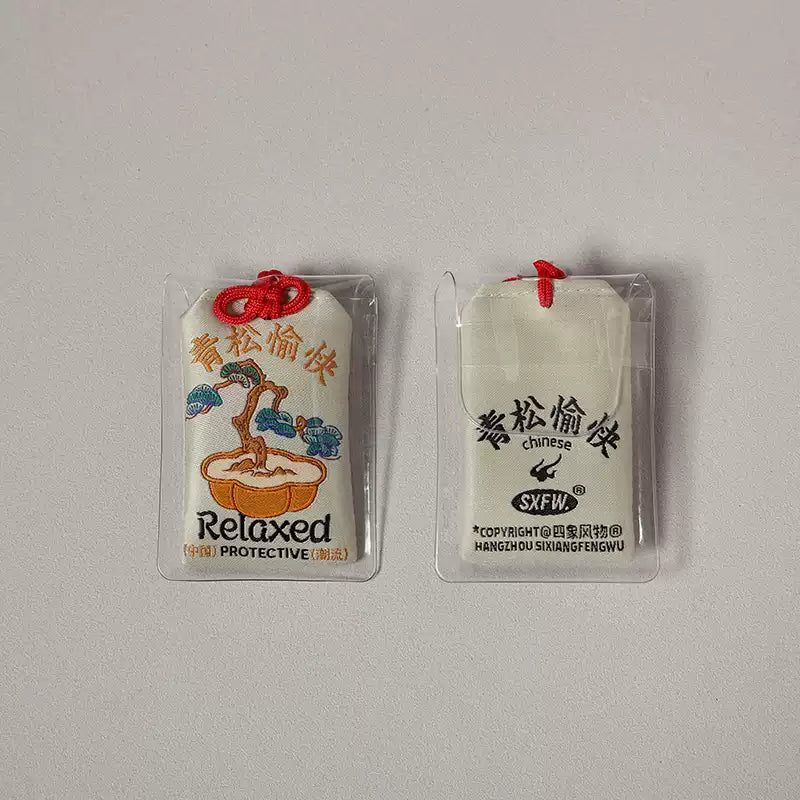 青松愉快
Relaxed
(中国) PROTECTIVE (潮流)
青松愉快
chinese
SXFW.®
*COPYRIGHT@四象风物®
HANGZHOU SIXIANGFENGWU